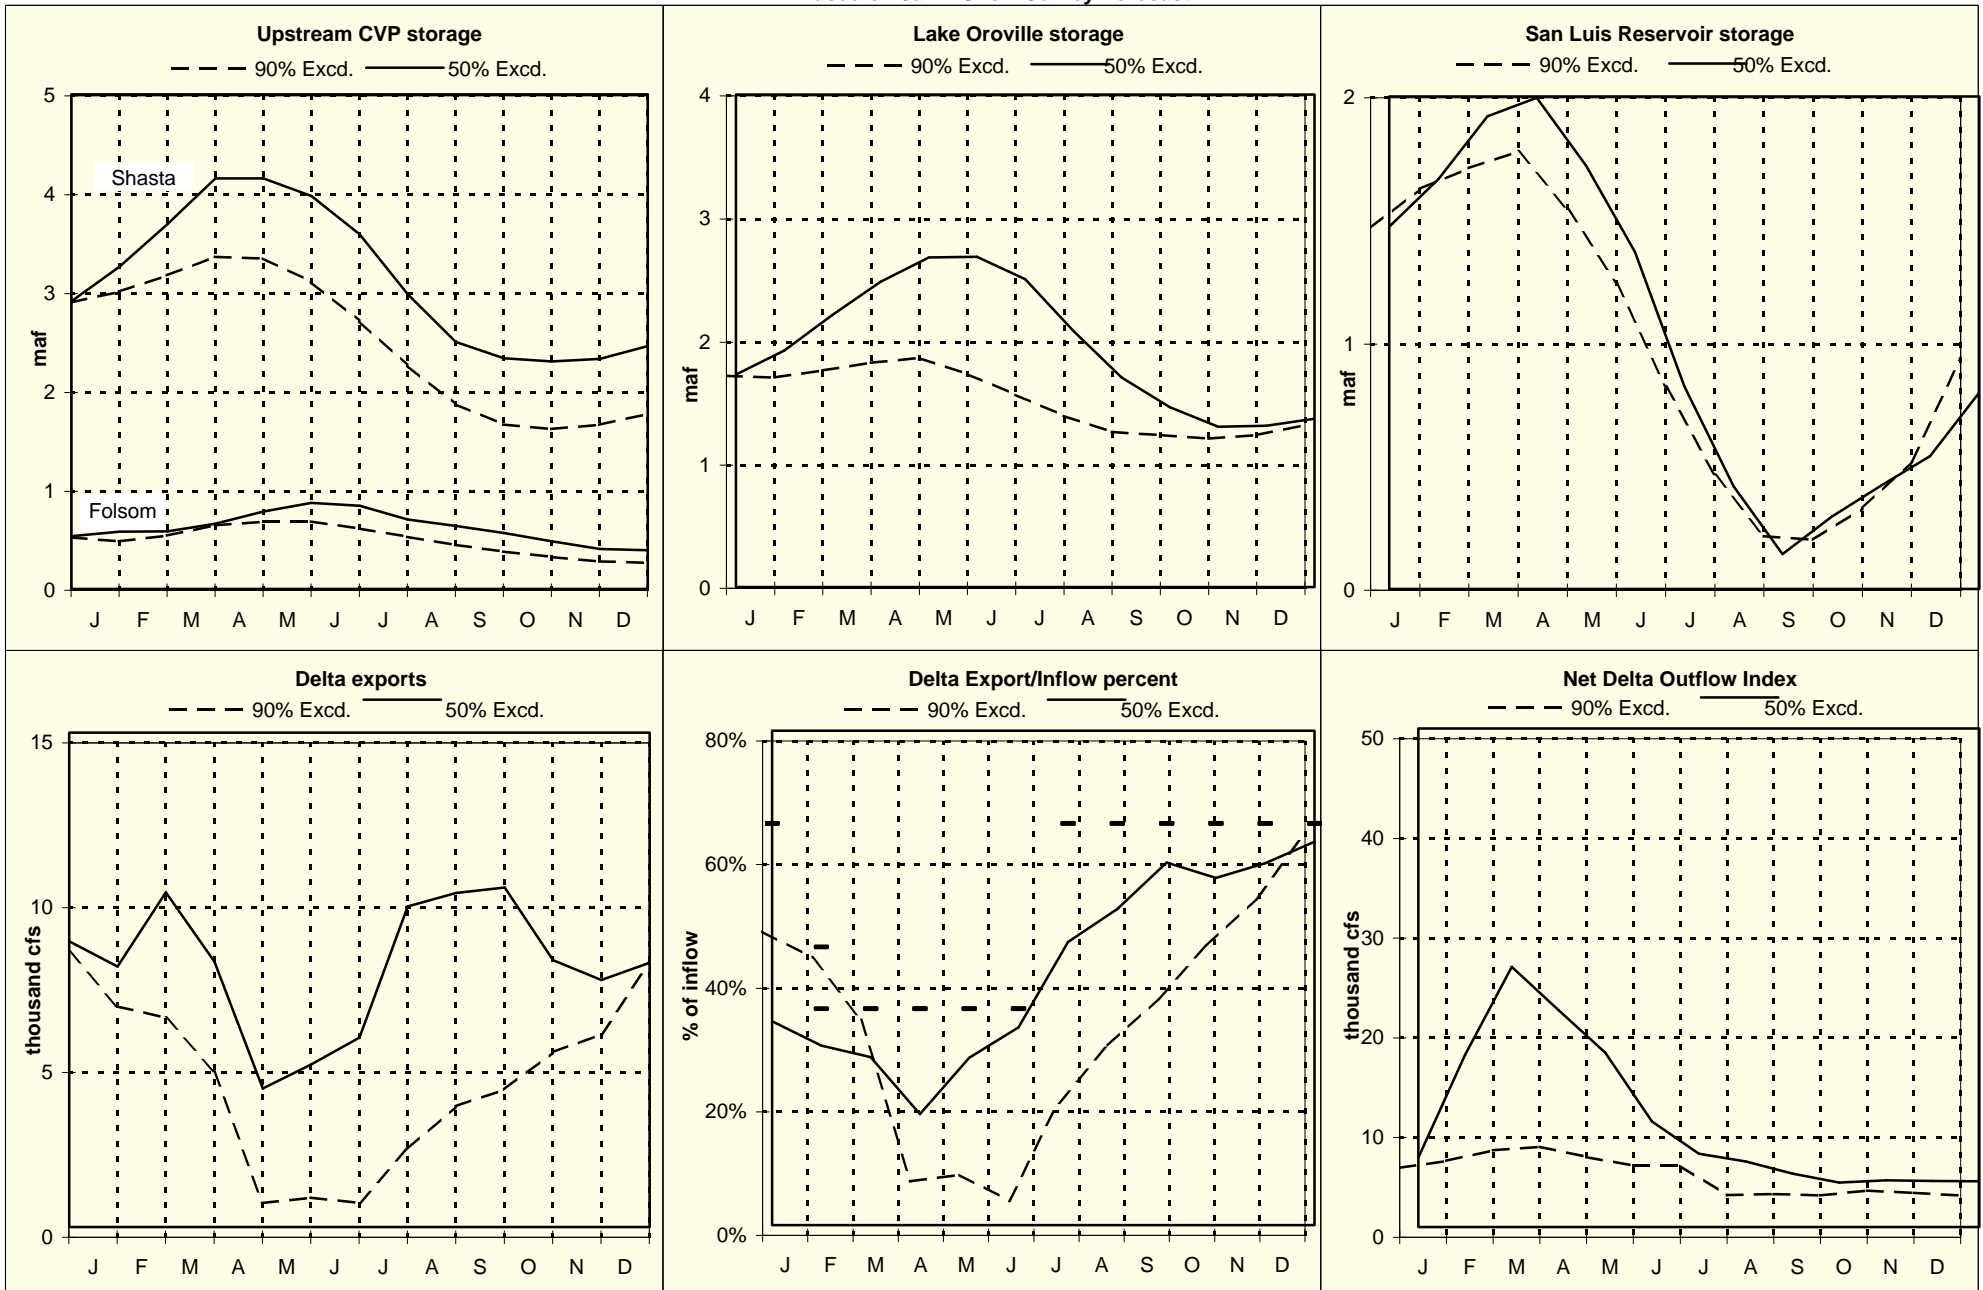 Upstream CVP storage
90% Excd. 50% Excd.
5
4
3
2
1
0
maf
Shasta
Folsom
J F M A M J J A S O N D
Lake Oroville storage
90% Excd. 50% Excd.
4
3
2
1
0
maf
J F M A M J J A S O N D
San Luis Reservoir storage
90% Excd. 50% Excd.
2
1
0
maf
J F M A M J J A S O N D
Delta exports
90% Excd. 50% Excd.
15
10
5
0
thousand cfs
J F M A M J J A S O N D
Delta Export/Inflow percent
90% Excd. 50% Excd.
80%
60%
40%
20%
0%
% of inflow
J F M A M J J A S O N D
Net Delta Outflow Index
90% Excd. 50% Excd.
50
40
30
20
10
0
thousand cfs
J F M A M J J A S O N D